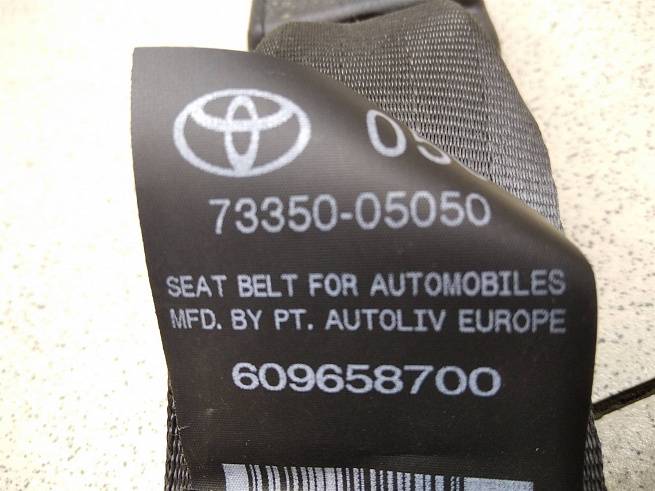 73350-05050
SEAT BELT FOR AUTOMOBILES
MFD. BY PT. AUTOLIV EUROPE
609658700